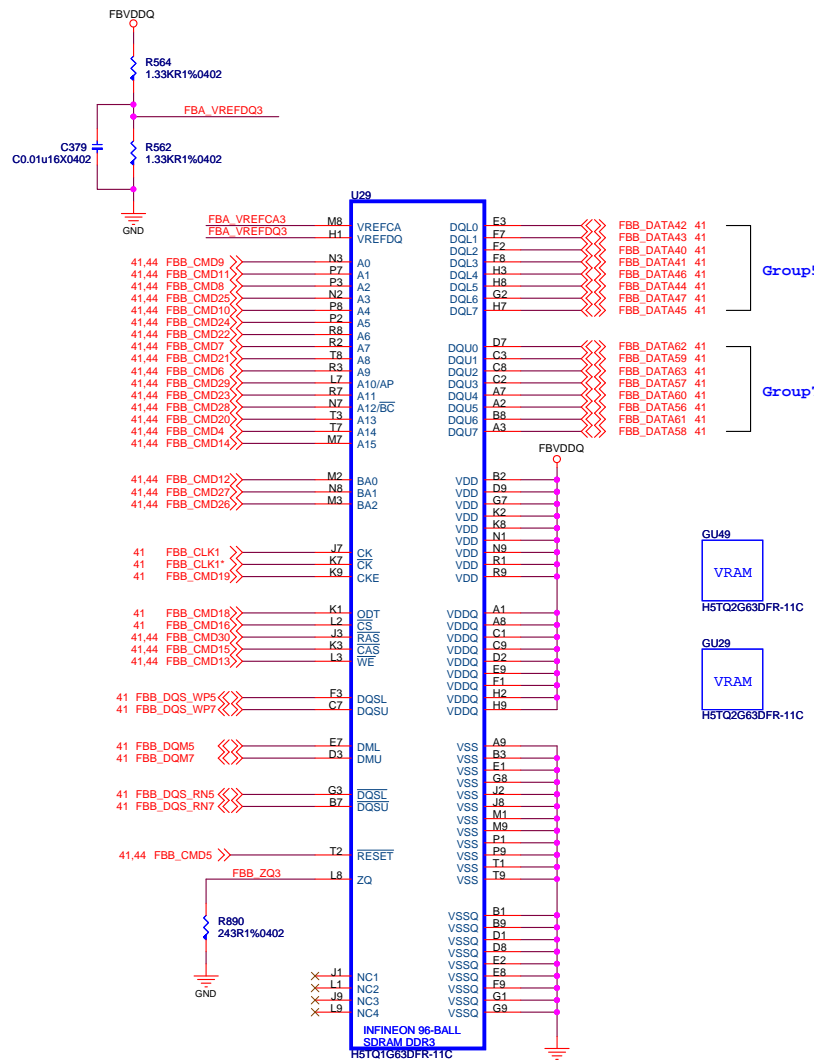 FBVDDQ
R564
1.33KR1%0402
FBA_VREFDQ3
C379
C0.01u16X0402
R562
1.33KR1%0402
GND
U29
FBA_VREFCA3 M8 VREFCA
FBA_VREFDQ3 H1 VREFDQ
41,44 FBB_CMD9 N3 A0
41,44 FBB_CMD11 P7 A1
41,44 FBB_CMD8 P3 A2
41,44 FBB_CMD25 N2 A3
41,44 FBB_CMD10 P8 A4
41,44 FBB_CMD24 P2 A5
41,44 FBB_CMD22 R8 A6
41,44 FBB_CMD7 R2 A7
41,44 FBB_CMD21 T8 A8
41,44 FBB_CMD6 R3 A9
41,44 FBB_CMD29 L7 A10/AP
41,44 FBB_CMD23 R7 A11
41,44 FBB_CMD28 N7 A12/BC
41,44 FBB_CMD20 T3 A13
41,44 FBB_CMD4 T7 A14
41,44 FBB_CMD14 M7 A15
41,44 FBB_CMD12 M2 BA0
41,44 FBB_CMD27 N8 BA1
41,44 FBB_CMD26 M3 BA2
41 FBB_CLK1 J7 CK
41 FBB_CLK1* K7 CK
41 FBB_CMD19 K9 CKE
41 FBB_CMD18 K1 ODT
41 FBB_CMD16 L2 CS
41,44 FBB_CMD30 J3 RAS
41,44 FBB_CMD15 K3 CAS
41,44 FBB_CMD13 L3 WE
41 FBB_DQS_WP5 F3 DQSL
41 FBB_DQS_WP7 C7 DQSU
41 FBB_DQM5 E7 DML
41 FBB_DQM7 D3 DMU
41 FBB_DQS_RN5 G3 DQSL
41 FBB_DQS_RN7 B7 DQSU
41,44 FBB_CMD5 T2 RESET
FBB_ZQ3 L8 ZQ
R890
243R1%0402
GND
J1 NC1
L1 NC2
J9 NC3
L9 NC4
DQL0 E3 FBB_DATA42 41
DQL1 F7 FBB_DATA43 41
DQL2 F2 FBB_DATA40 41
DQL3 F8 FBB_DATA41 41
DQL4 H3 FBB_DATA46 41
DQL5 H8 FBB_DATA44 41
DQL6 G2 FBB_DATA47 41
DQL7 H7 FBB_DATA45 41
Group5
DQU0 D7 FBB_DATA62 41
DQU1 C3 FBB_DATA59 41
DQU2 C8 FBB_DATA63 41
DQU3 C2 FBB_DATA57 41
DQU4 A7 FBB_DATA60 41
DQU5 A2 FBB_DATA56 41
DQU6 B8 FBB_DATA61 41
DQU7 A3 FBB_DATA58 41
Group7
FBVDDQ
VDD B2
VDD D9
VDD G7
VDD K2
VDD K8
VDD N1
VDD N9
VDD R1
VDD R9
VDDQ A1
VDDQ A8
VDDQ C1
VDDQ C9
VDDQ D2
VDDQ E9
VDDQ F1
VDDQ H2
VDDQ H9
VSS A9
VSS B3
VSS E1
VSS G8
VSS J2
VSS J8
VSS M1
VSS M9
VSS P1
VSS P9
VSS T1
VSS T9
VSSQ B1
VSSQ B9
VSSQ D1
VSSQ D8
VSSQ E2
VSSQ E8
VSSQ F9
VSSQ G1
VSSQ G9
INFINEON 96-BALL
SDRAM DDR3
H5TQ1G63DFR-11C
GU49
VRAM
H5TQ2G63DFR-11C
GU29
VRAM
H5TQ2G63DFR-11C